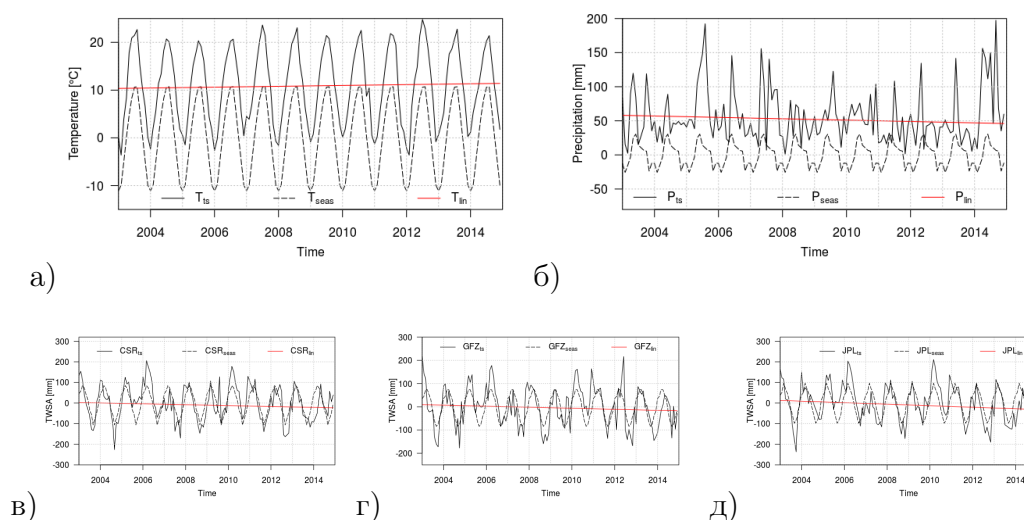 Temperature [°C]
20
10
0
-10
T_ts T_seas T_lin
2004 2006 2008 2010 2012 2014
Time
а)
Precipitation [mm]
200
150
100
50
0
-50
P_ts P_seas P_lin
2004 2006 2008 2010 2012 2014
Time
б)
TWSA [mm]
300
200
100
0
-100
-200
-300
CSR_ts CSR_seas CSR_lin
2004 2006 2008 2010 2012 2014
Time
в)
TWSA [mm]
300
200
100
0
-100
-200
GFZ_ts GFZ_seas GFZ_lin
2004 2006 2008 2010 2012 2014
Time
г)
TWSA [mm]
300
200
100
0
-100
-200
-300
JPL_ts JPL_seas JPL_lin
2004 2006 2008 2010 2012 2014
Time
д)